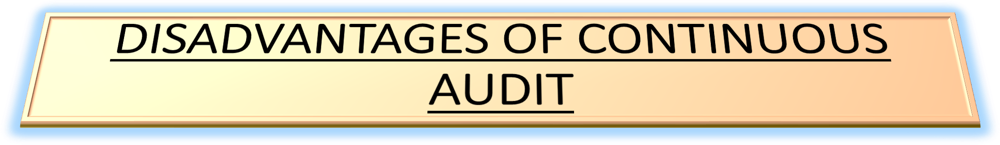 DISADVANTAGES OF CONTINUOUS
AUDIT